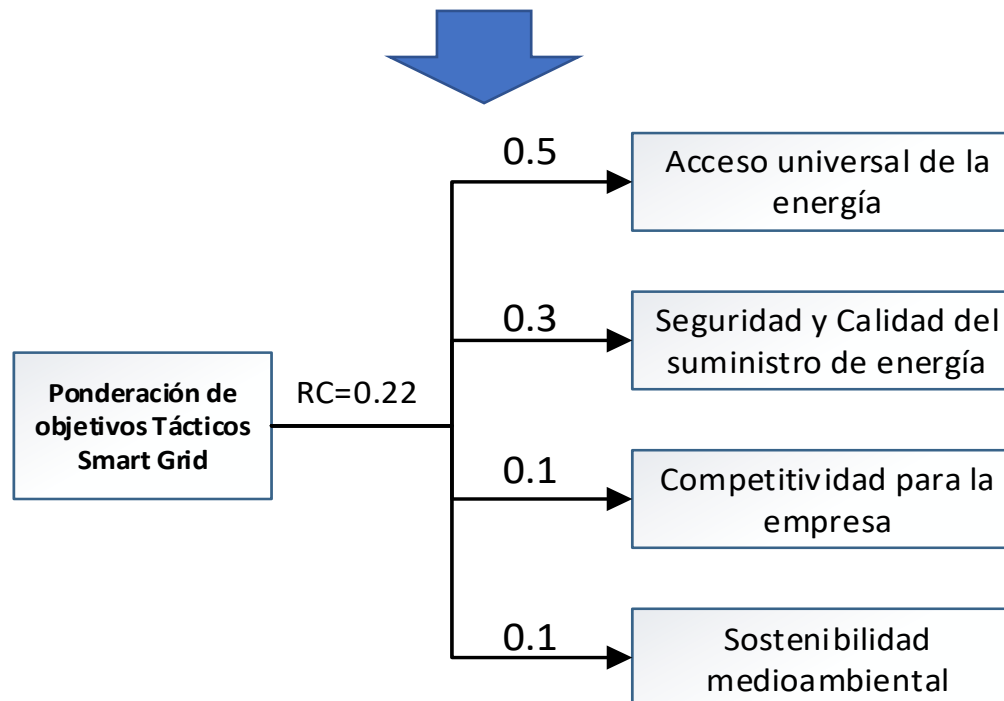 0.5
Acceso universal de la
energía
0.3
Seguridad y Calidad del
suministro de energía
Ponderación de
objetivos Tácticos
Smart Grid
RC=0.22
0.1
Competitividad para la
empresa
0.1
Sostenibilidad
medioambiental